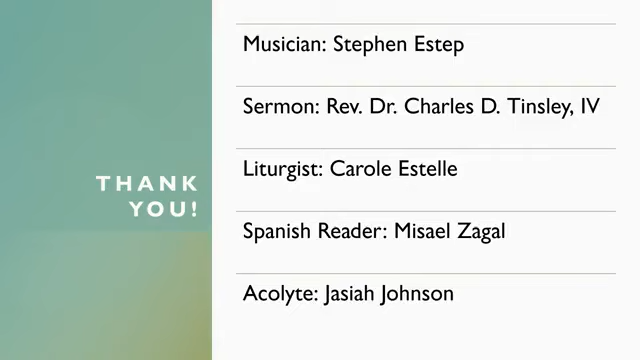 THANK
YOU!
Musician: Stephen Estep
Sermon: Rev. Dr. Charles D. Tinsley, IV
Liturgist: Carole Estelle
Spanish Reader: Misael Zagal
Acolyte: Jasiah Johnson